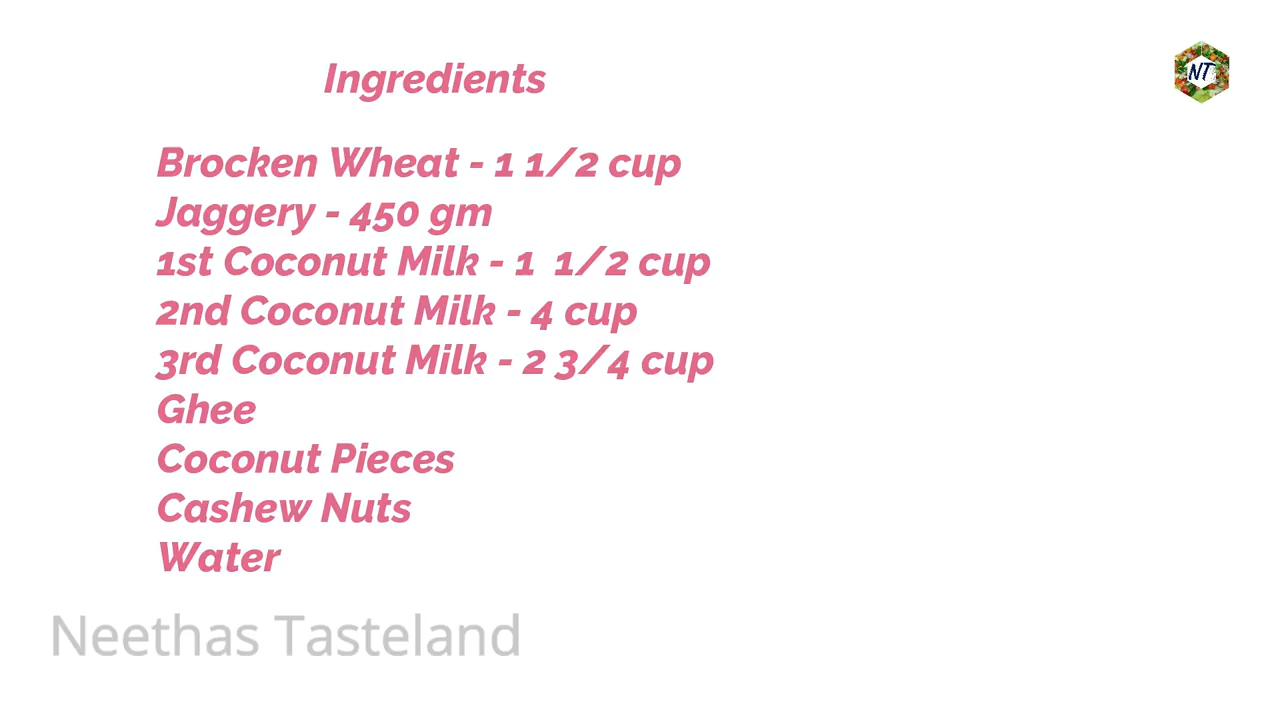 Ingredients
NT
Brocken Wheat - 1 1/2 cup
Jaggery - 450 gm
1st Coconut Milk - 1 1/2 cup
2nd Coconut Milk - 4 cup
3rd Coconut Milk - 2 3/4 cup
Ghee
Coconut Pieces
Cashew Nuts
Water
Neethas Tasteland